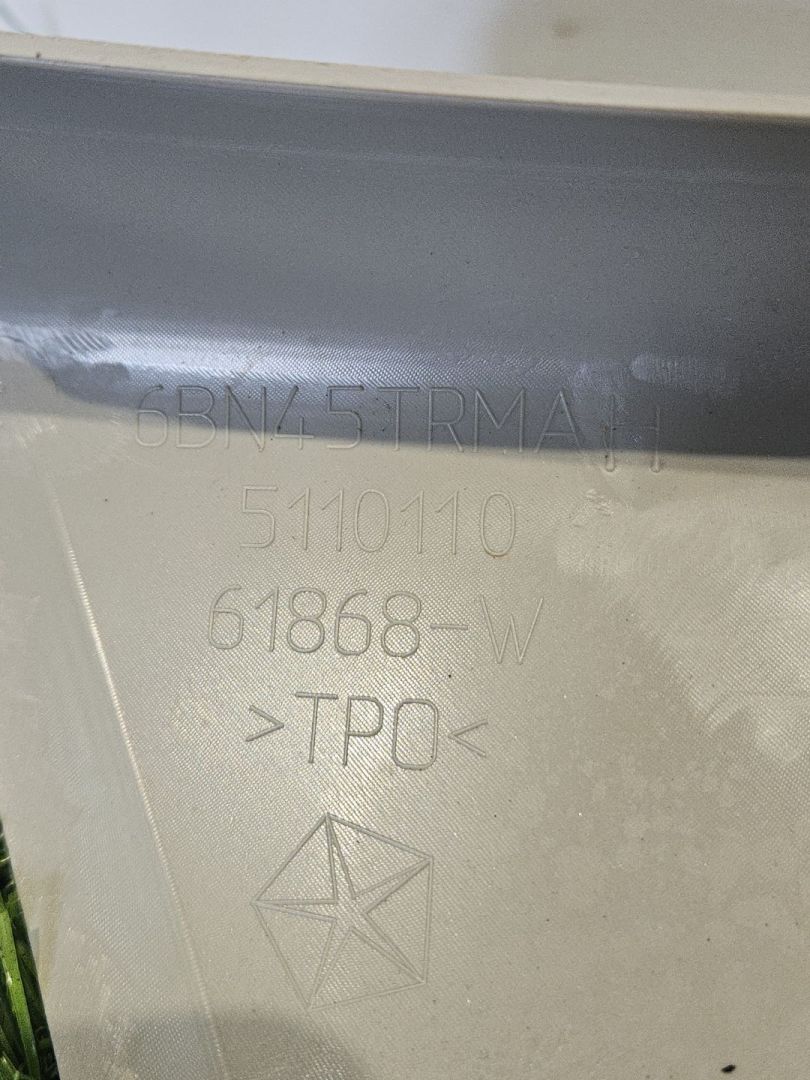 6BN45TRMAH
5110110
61868-W
>TPO<